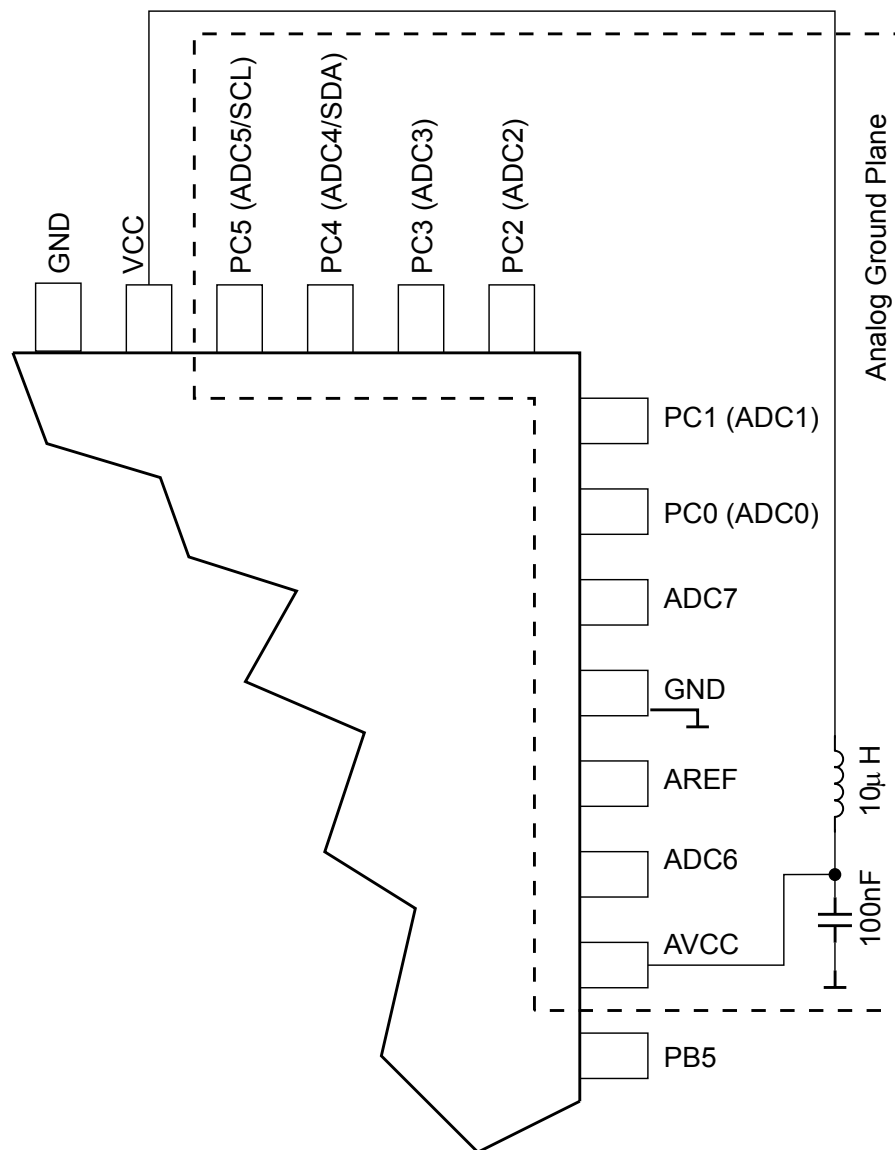 GND
VCC
PC5 (ADC5/SCL)
PC4 (ADC4/SDA)
PC3 (ADC3)
PC2 (ADC2)
Analog Ground Plane
PC1 (ADC1)
PC0 (ADC0)
ADC7
GND
AREF
10μ H
ADC6
100nF
AVCC
PB5